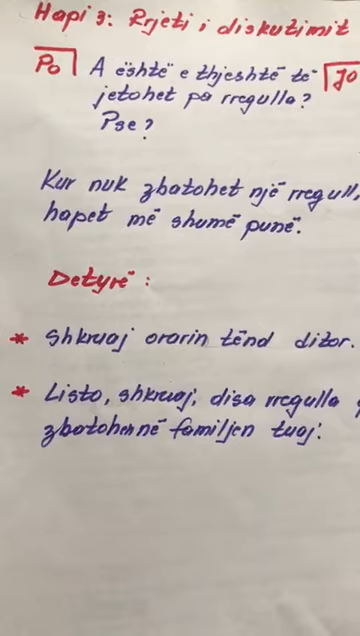 Hapi 3: Rrjeti i diskutimit
Po A është e thjeshtë të Jo
jetohet pa rregulla?
Pse?
Kur nuk zbatohet një rregull,
hapet më shumë punë.
Detyrë:
* Shkruaj orarin tënd ditor.
* Listo, shkruaj, disa rregulla
zbatohen në familjen tuaj.